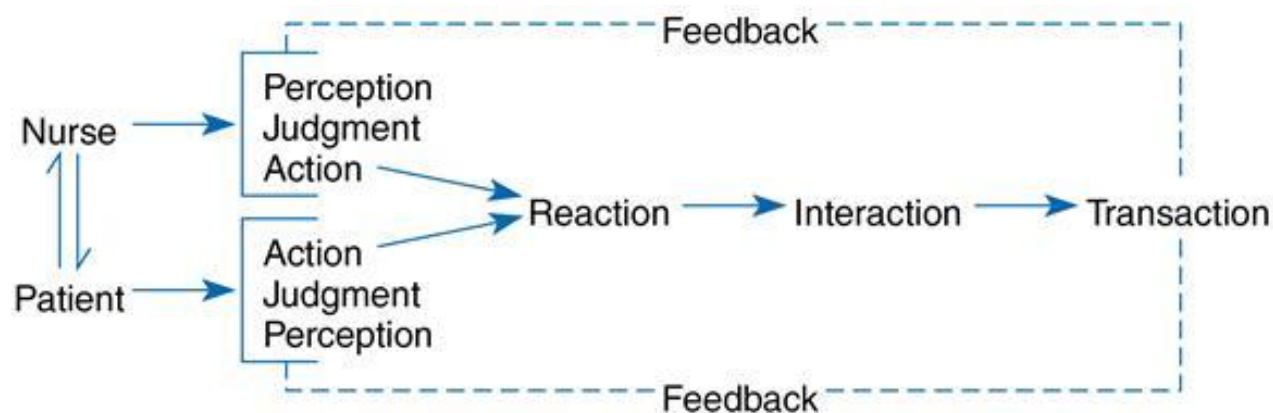 Feedback
Perception
Nurse
Judgment
Action
Reaction
Interaction
Transaction
Action
Patient
Judgment
Perception
Feedback